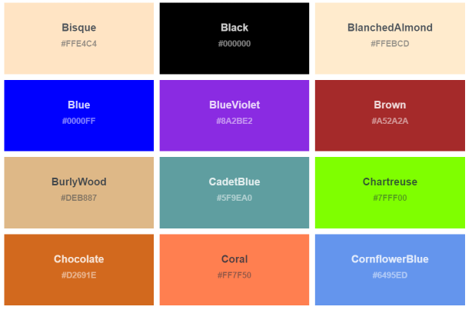 Bisque
#FFE4C4
Black
#000000
BlanchedAlmond
#FFEBCD
Blue
#0000FF
BlueViolet
#8A2BE2
Brown
#A52A2A
BurlyWood
#DEB887
CadetBlue
#5F9EA0
Chartreuse
#7FFF00
Chocolate
#D2691E
Coral
#FF7F50
CornflowerBlue
#6495ED